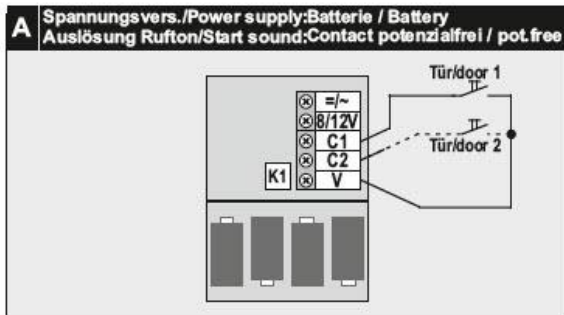 A
Spannungsvers./Power supply:Batterie / Battery
Auslösung Rufton/Start sound:Contact potenzialfrei / pot.free
Tür/door 1
=/~
8/12V
C1
Tür/door 2
C2
K1
V